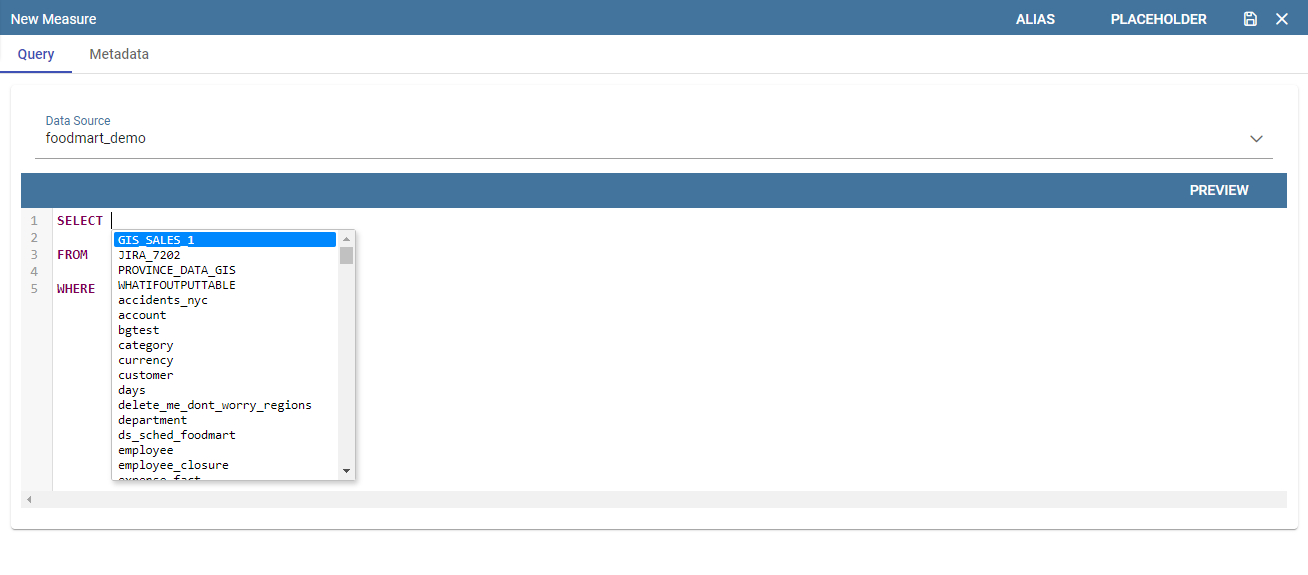 New Measure ALIAS PLACEHOLDER
Query Metadata
Data Source
foodmart_demo
PREVIEW
1 SELECT
2
3 FROM
4
5 WHERE
GIS_SALES_1
JIRA_7202
PROVINCE_DATA_GIS
WHATIFOUTPUTTABLE
accidents_nyc
account
bgtest
category
currency
customer
days
delete_me_dont_worry_regions
department
ds_sched_foodmart
employee
employee_closure
expense_fact